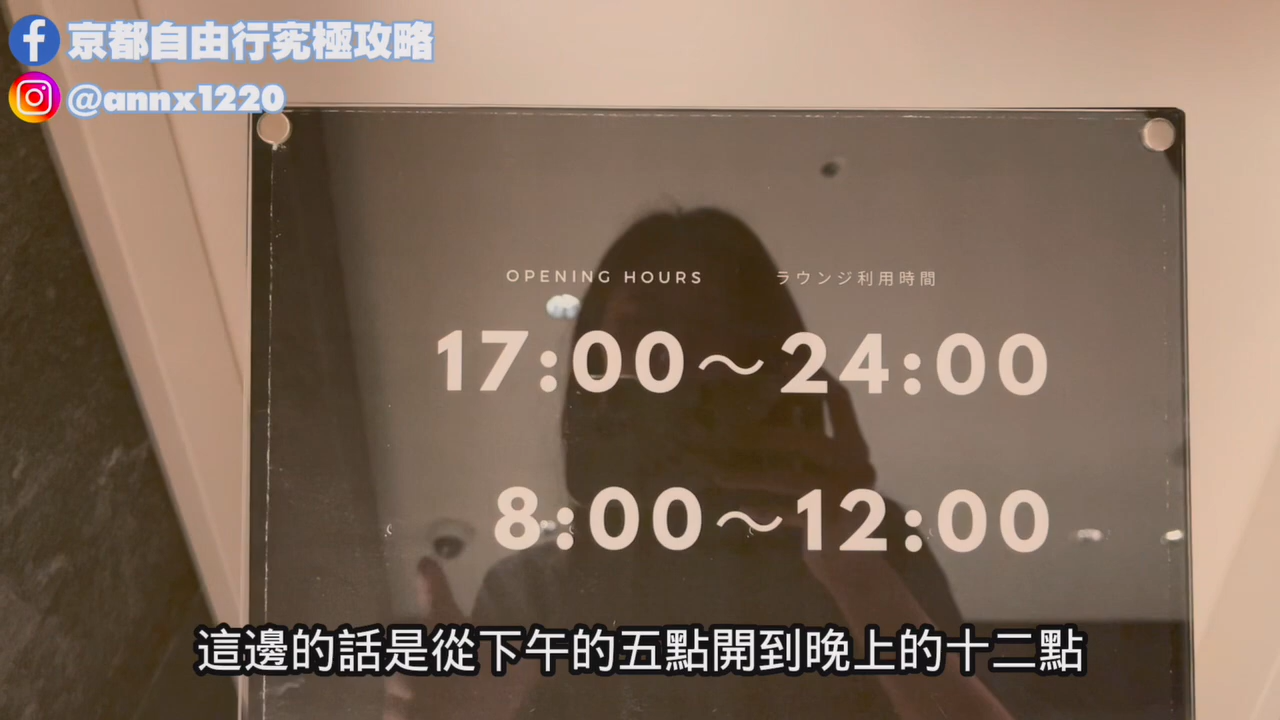 京都自由行究極攻略
@annx1220
OPENING HOURS ラウンジ利用時間
17:00～24:00
8:00～12:00
這邊的話是從下午的五點開到晚上的十二點